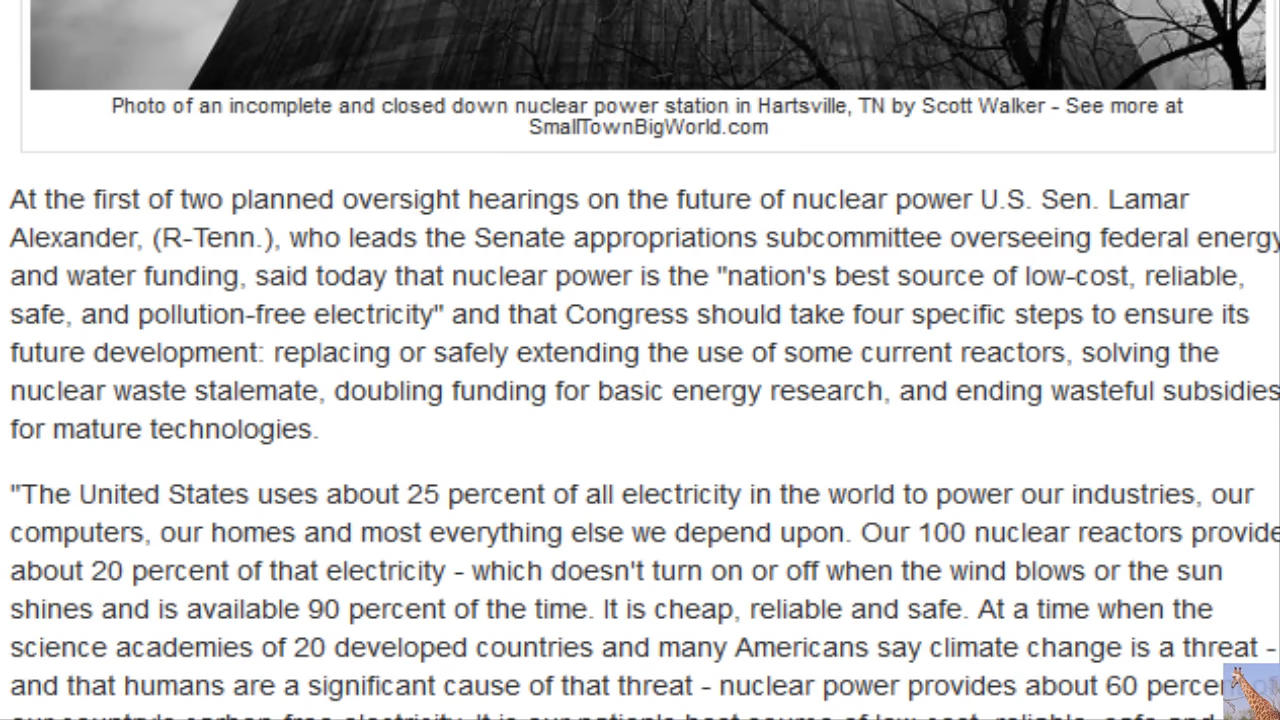 Photo of an incomplete and closed down nuclear power station in Hartsville, TN by Scott Walker - See more at
SmallTownBigWorld.com
At the first of two planned oversight hearings on the future of nuclear power U.S. Sen. Lamar
Alexander, (R-Tenn.), who leads the Senate appropriations subcommittee overseeing federal energy
and water funding, said today that nuclear power is the "nation's best source of low-cost, reliable,
safe, and pollution-free electricity" and that Congress should take four specific steps to ensure its
future development: replacing or safely extending the use of some current reactors, solving the
nuclear waste stalemate, doubling funding for basic energy research, and ending wasteful subsidies
for mature technologies.
"The United States uses about 25 percent of all electricity in the world to power our industries, our
computers, our homes and most everything else we depend upon. Our 100 nuclear reactors provide
about 20 percent of that electricity - which doesn't turn on or off when the wind blows or the sun
shines and is available 90 percent of the time. It is cheap, reliable and safe. At a time when the
science academies of 20 developed countries and many Americans say climate change is a threat -
and that humans are a significant cause of that threat - nuclear power provides about 60 percen